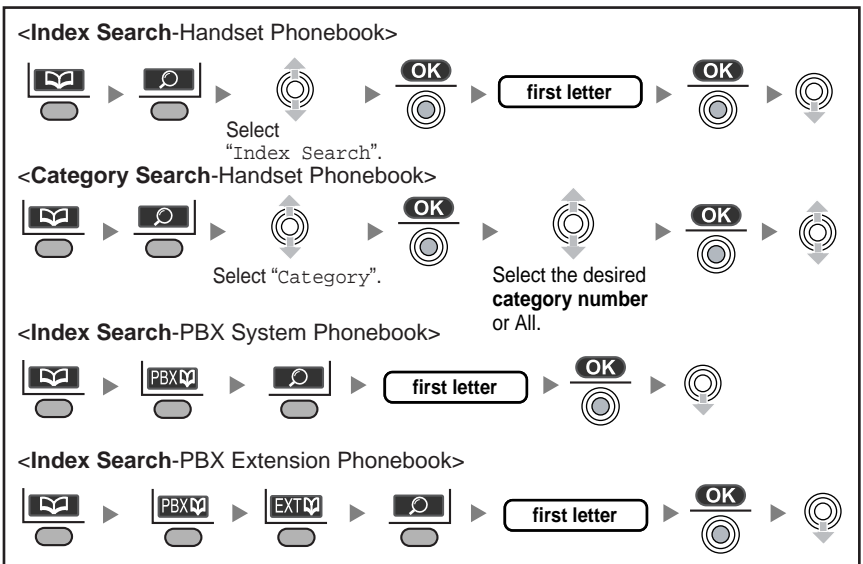 <Index Search-Handset Phonebook>
OK
first letter
OK
Select
“Index Search”.
<Category Search-Handset Phonebook>
OK
OK
Select “Category”.
Select the desired
category number
or All.
<Index Search-PBX System Phonebook>
PBX
first letter
OK
<Index Search-PBX Extension Phonebook>
PBX
EXT
first letter
OK